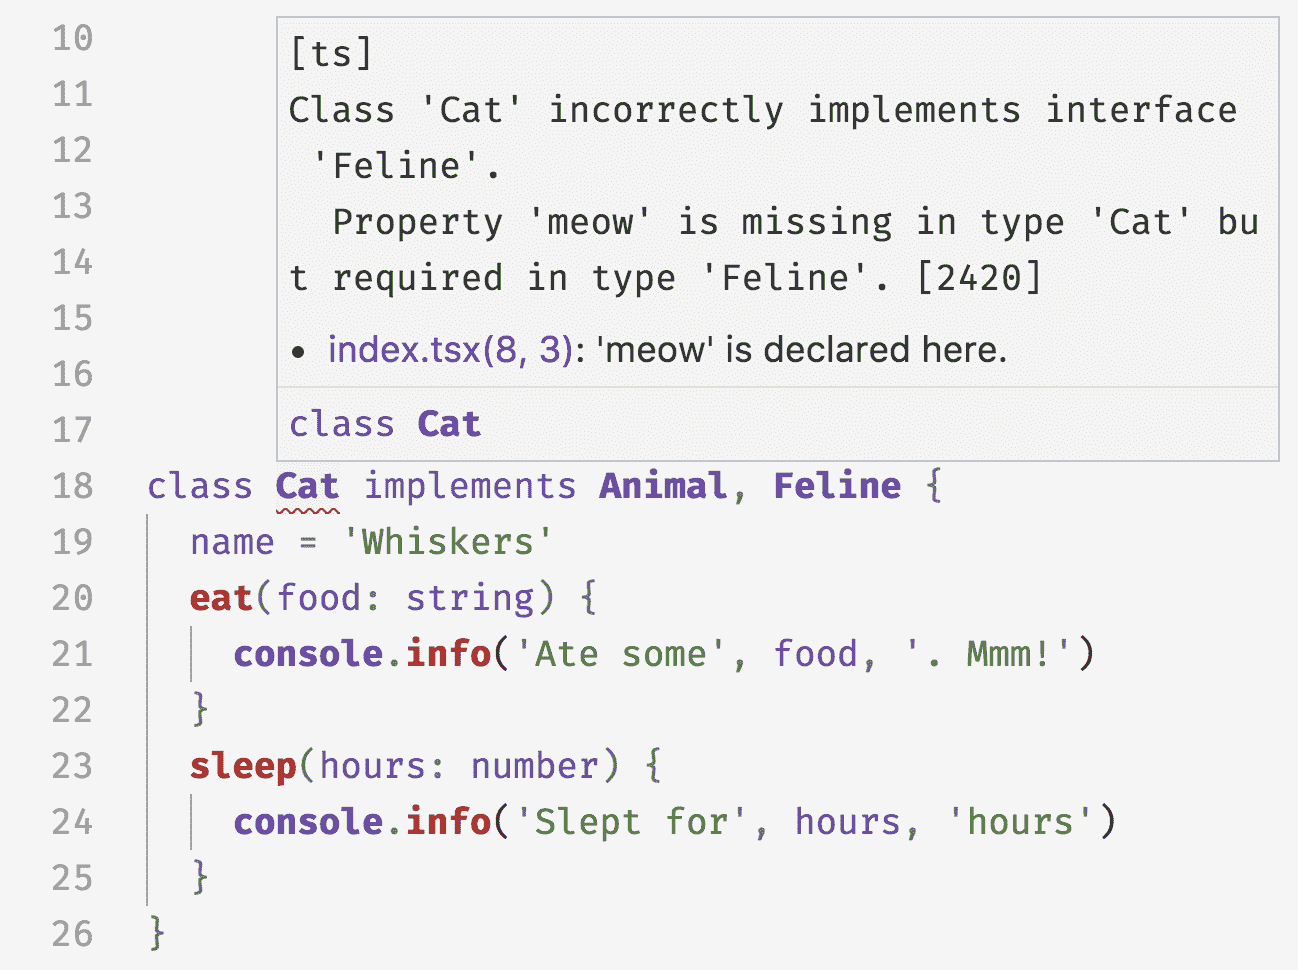 10
[ts]
11
Class 'Cat' incorrectly implements interface
12
'Feline'.
13
Property 'meow' is missing in type 'Cat' bu
14
t required in type 'Feline'. [2420]
15
16
• index.tsx(8, 3): 'meow' is declared here.
17
class Cat
18 class Cat implements Animal, Feline {
19 name = 'Whiskers'
20 eat(food: string) {
21 console.info('Ate some', food, '. Mmm!')
22 }
23 sleep(hours: number) {
24 console.info('Slept for', hours, 'hours')
25 }
26 }